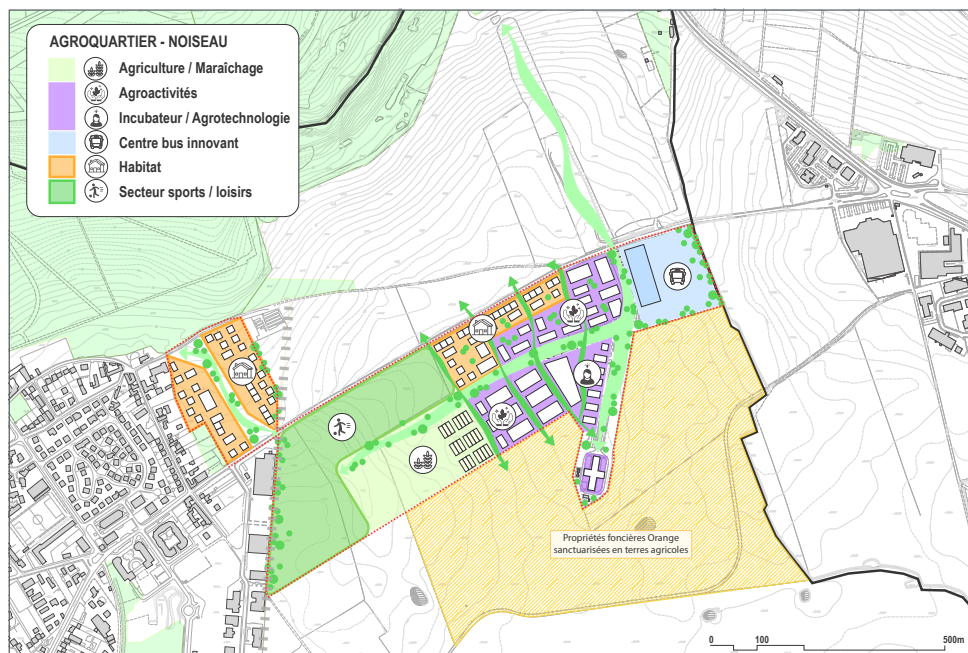 AGROQUARTIER - NOISEAU
Agriculture / Maraîchage
Agroactivités
Incubateur / Agrotechnologie
Centre bus innovant
Habitat
Secteur sports / loisirs
Propriétés foncières Orange
sanctuarisées en terres agricoles
0 100 500m